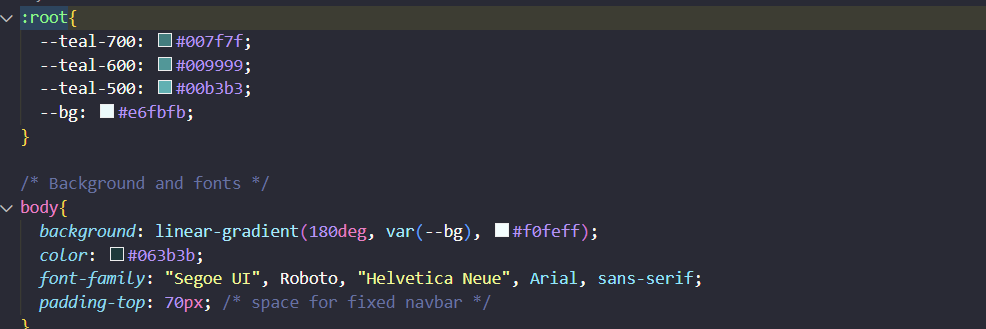 :root{
--teal-700: #007f7f;
--teal-600: #009999;
--teal-500: #00b3b3;
--bg: #e6fbfb;
}
/* Background and fonts */
body{
background: linear-gradient(180deg, var(--bg), #f0feff);
color: #063b3b;
font-family: "Segoe UI", Roboto, "Helvetica Neue", Arial, sans-serif;
padding-top: 70px; /* space for fixed navbar */
}